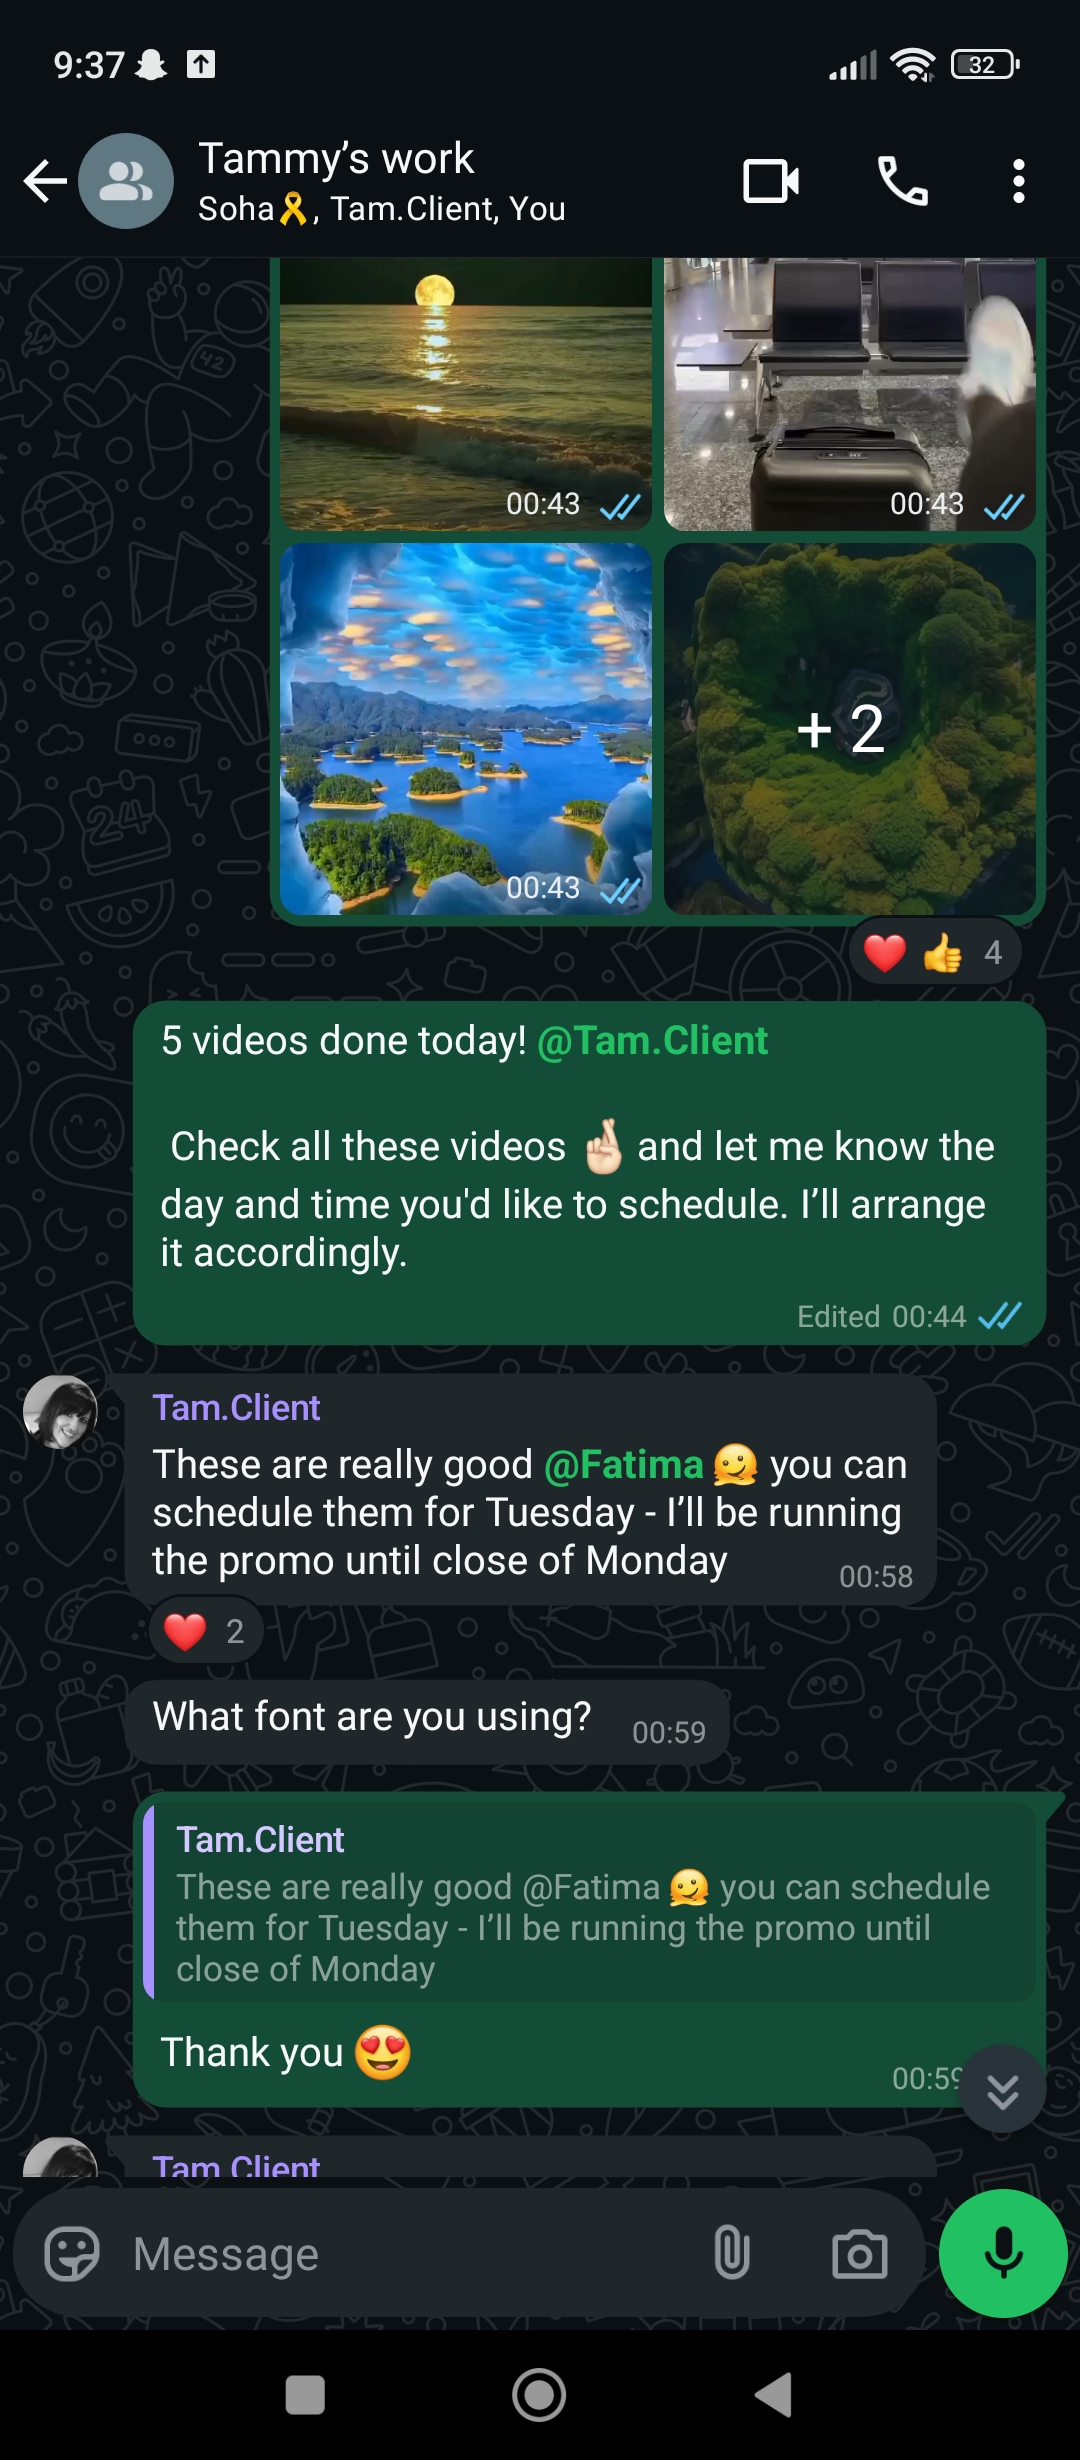 9:37
32
Tammy’s work
Soha🎗️, Tam.Client, You
00:43
00:43
00:43
+ 2
❤️ 👍 4
5 videos done today! @Tam.Client
Check all these videos 🤞🏻 and let me know the
day and time you'd like to schedule. I’ll arrange
it accordingly.
Edited 00:44
Tam.Client
These are really good @Fatima 🫠 you can
schedule them for Tuesday - I’ll be running
the promo until close of Monday
00:58
❤️ 2
What font are you using?
00:59
Tam.Client
These are really good @Fatima 🫠 you can schedule
them for Tuesday - I’ll be running the promo until
close of Monday
Thank you 😍
00:59
Tam.Client
Message